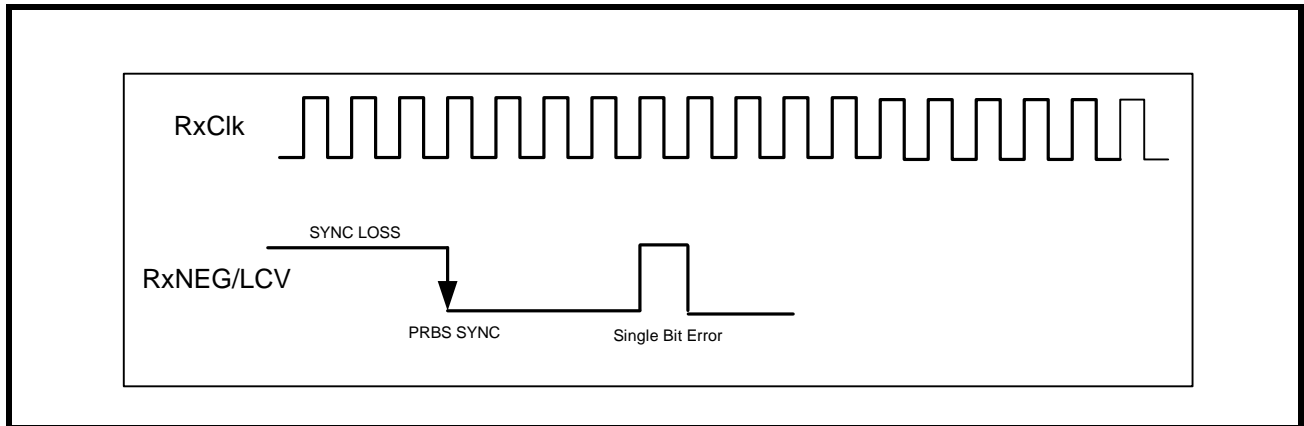 RxClk
SYNC LOSS
RxNEG/LCV
PRBS SYNC
Single Bit Error